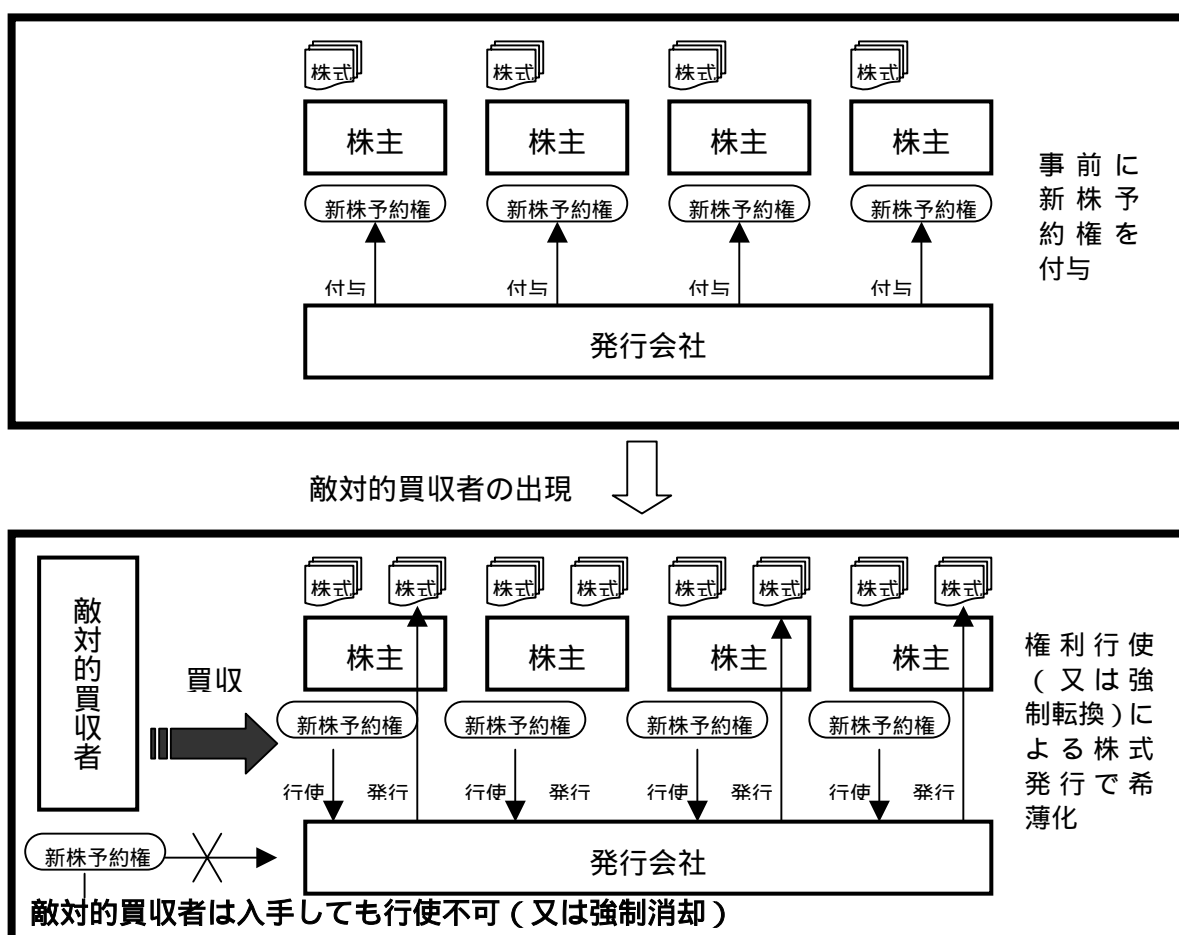 株式 株式 株式 株式
株主 株主 株主 株主
新株予約権 新株予約権 新株予約権 新株予約権
付与 付与 付与 付与
発行会社
事前に
新株予
約権を
付与
敵対的買収者の出現
敵対的買収者
買収
株式 株式 株式 株式 株式 株式 株式 株式
株主 株主 株主 株主
新株予約権 新株予約権 新株予約権 新株予約権
行使 発行 行使 発行 行使 発行 行使 発行
発行会社
権利行使
(又は強
制転換)に
よる株式
発行で希
薄化
新株予約権
敵対的買収者は入手しても行使不可(又は強制消却)